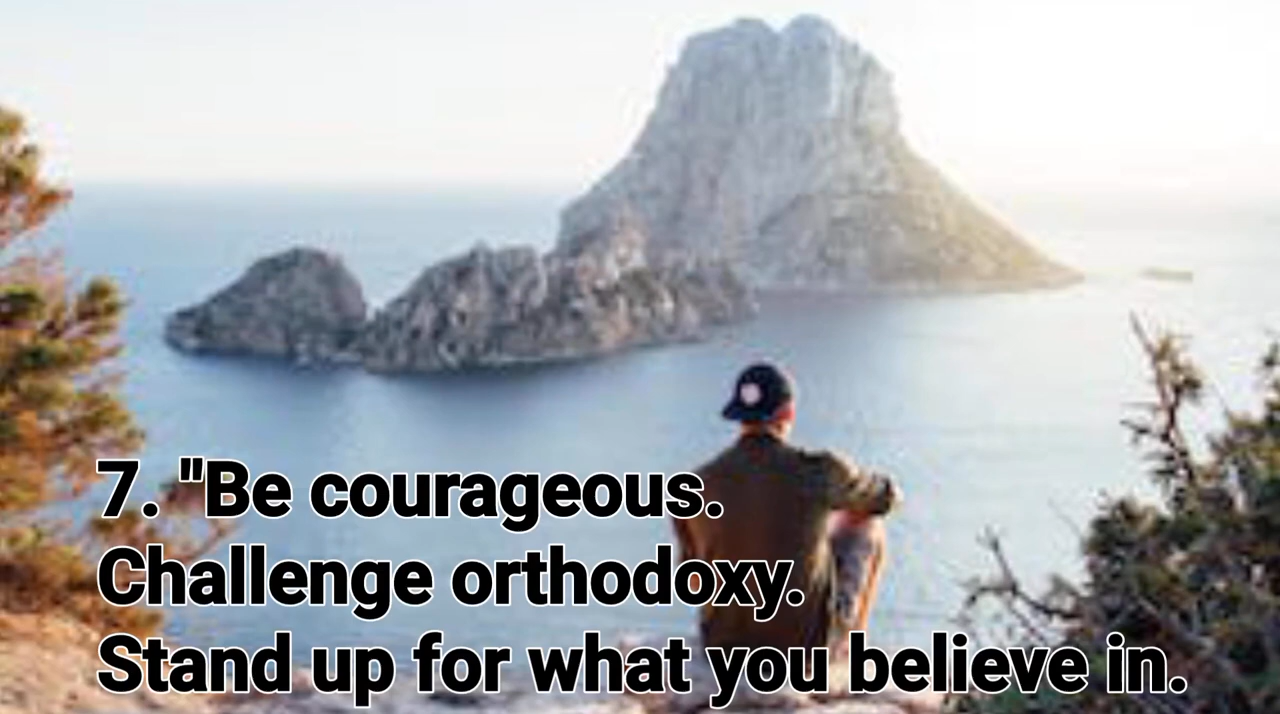 7. "Be courageous.
Challenge orthodoxy.
Stand up for what you believe in.